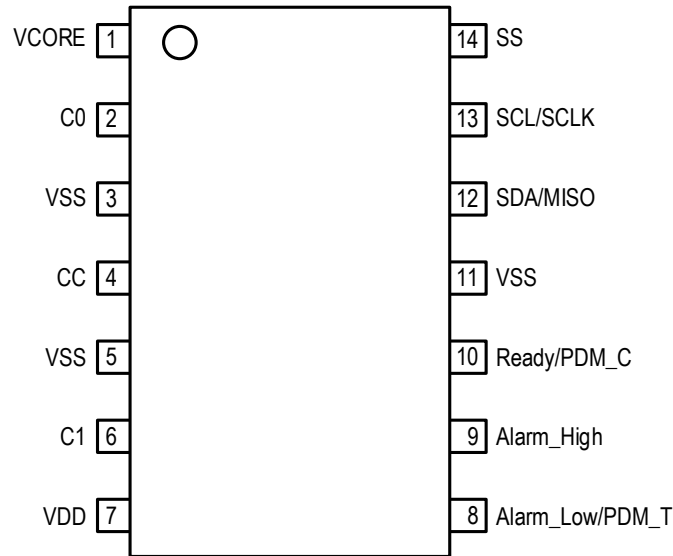 VCORE 1 14 SS
C0 2 13 SCL/SCLK
VSS 3 12 SDA/MISO
CC 4 11 VSS
VSS 5 10 Ready/PDM_C
C1 6 9 Alarm_High
VDD 7 8 Alarm_Low/PDM_T